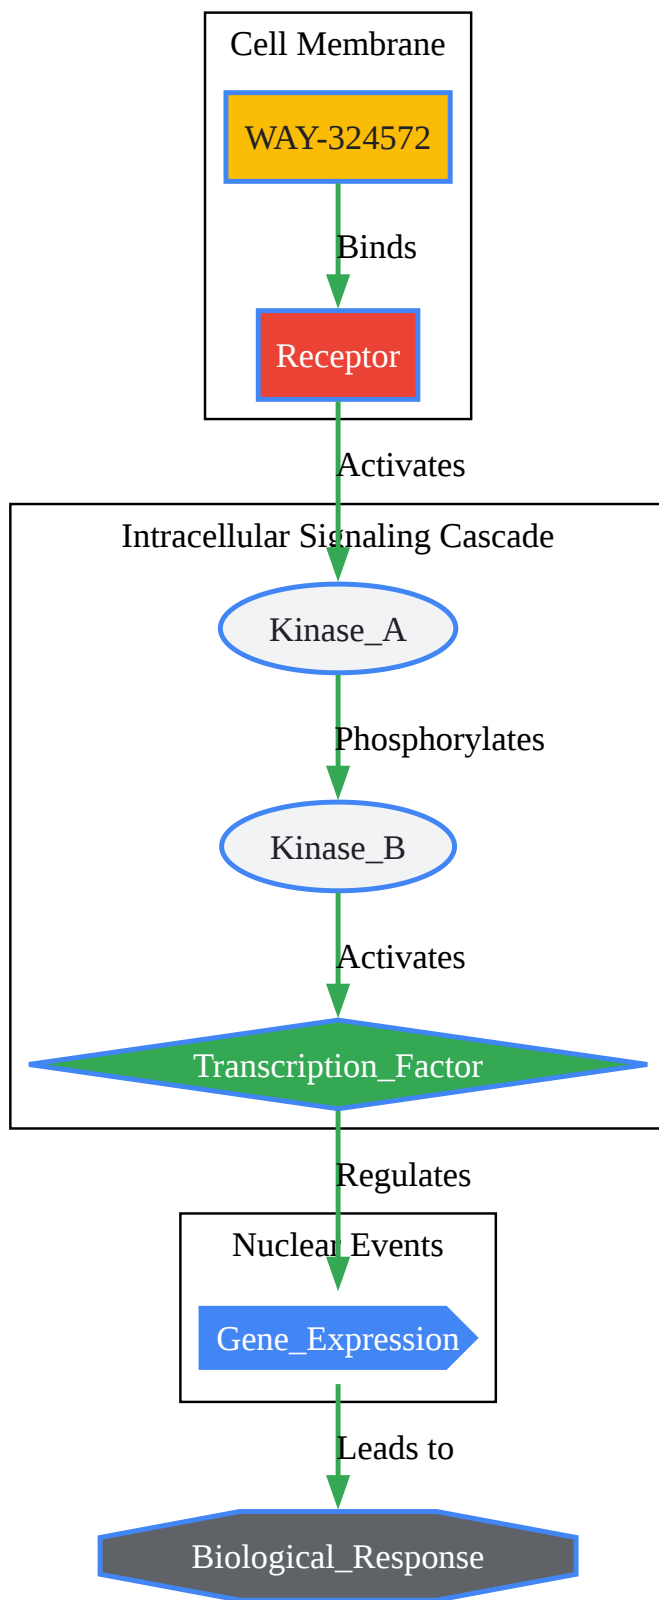 Cell Membrane
WAY-324572
Binds
Receptor
Activates
Intracellular Signaling Cascade
Kinase_A
Phosphorylates
Kinase_B
Activates
Transcription_Factor
Regulates
Nuclear Events
Gene_Expression
Leads to
Biological_Response